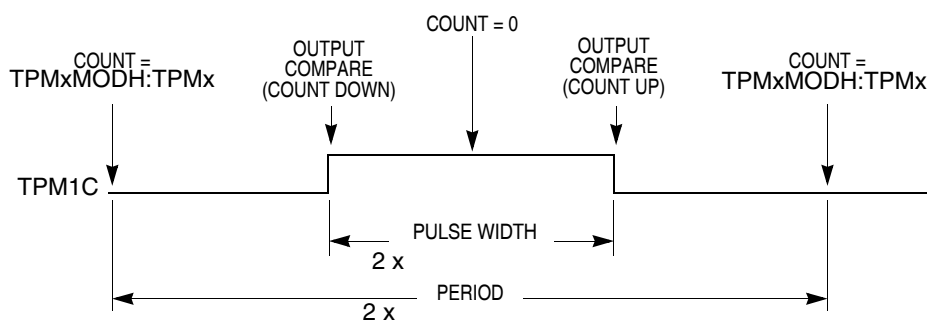 COUNT = 0
COUNT =
TPMxMODH:TPMx
OUTPUT
COMPARE
(COUNT DOWN)
OUTPUT
COMPARE
(COUNT UP)
COUNT =
TPMxMODH:TPMx
TPM1C
PULSE WIDTH
2 x
PERIOD
2 x